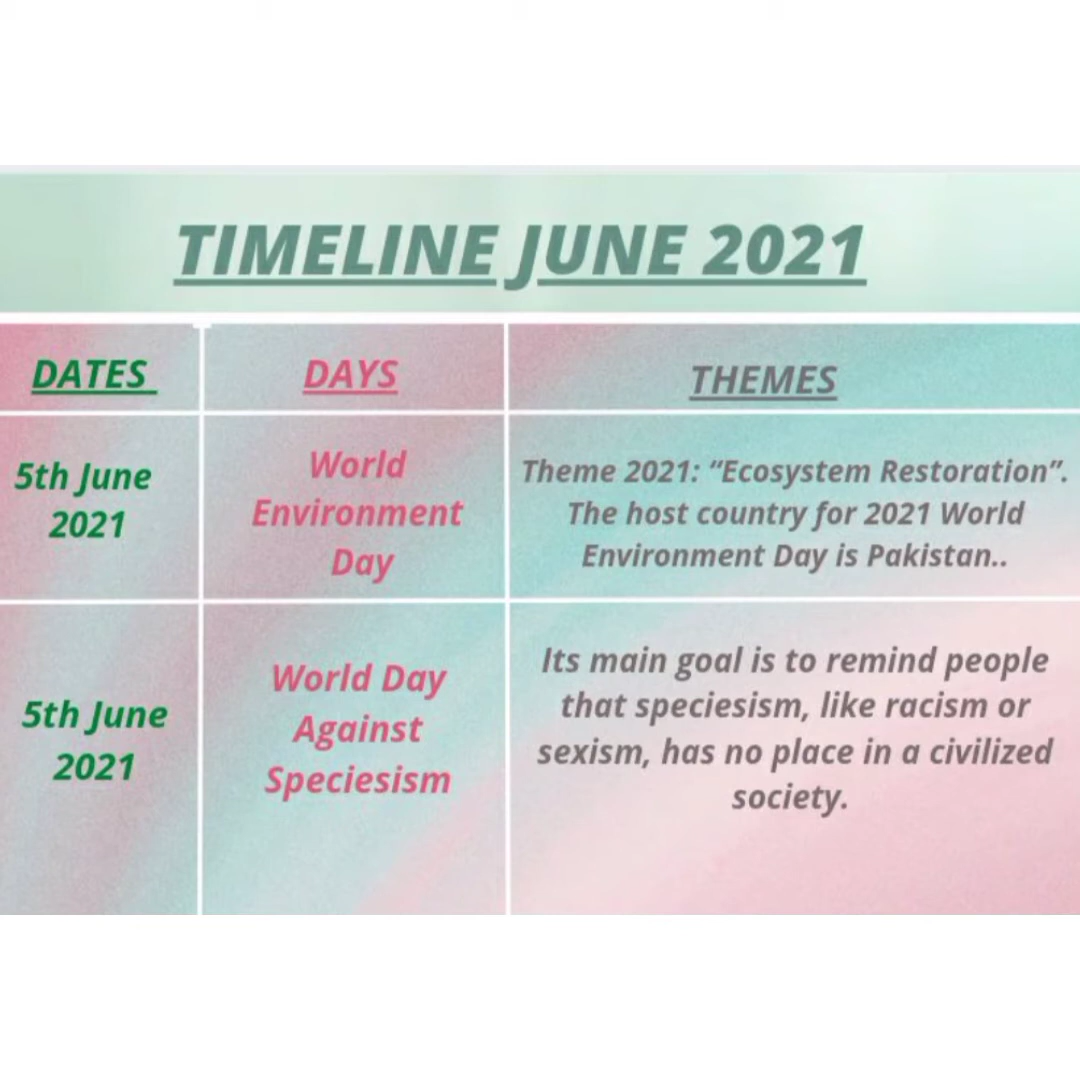 TIMELINE JUNE 2021
DATES
DAYS
THEMES
5th June
2021
World
Environment
Day
Theme 2021: “Ecosystem Restoration”.
The host country for 2021 World
Environment Day is Pakistan..
5th June
2021
World Day
Against
Speciesism
Its main goal is to remind people
that speciesism, like racism or
sexism, has no place in a civilized
society.